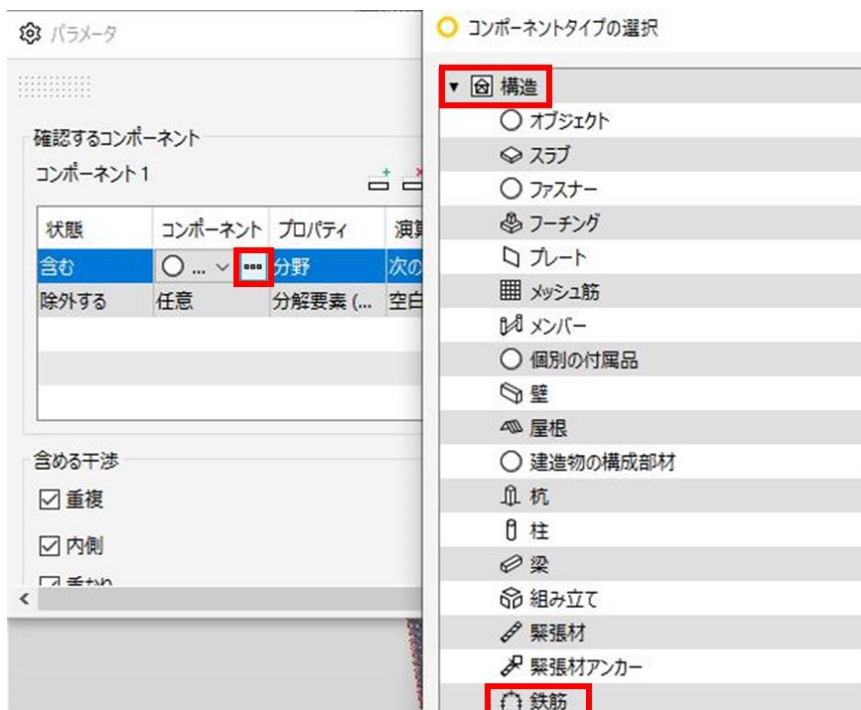 パラメータ
確認するコンポーネント
コンポーネント 1
状態 コンポーネント プロパティ 演算
含む ... 分野 次の
除外する 任意 分解要素 (... 空白
含める干渉
重複
内側
重なり
コンポーネントタイプの選択
構造
オブジェクト
スラブ
ファスナー
フーチング
プレート
メッシュ筋
メンバー
個別の付属品
壁
屋根
建造物の構成部材
杭
柱
梁
組み立て
緊張材
緊張材アンカー
鉄筋